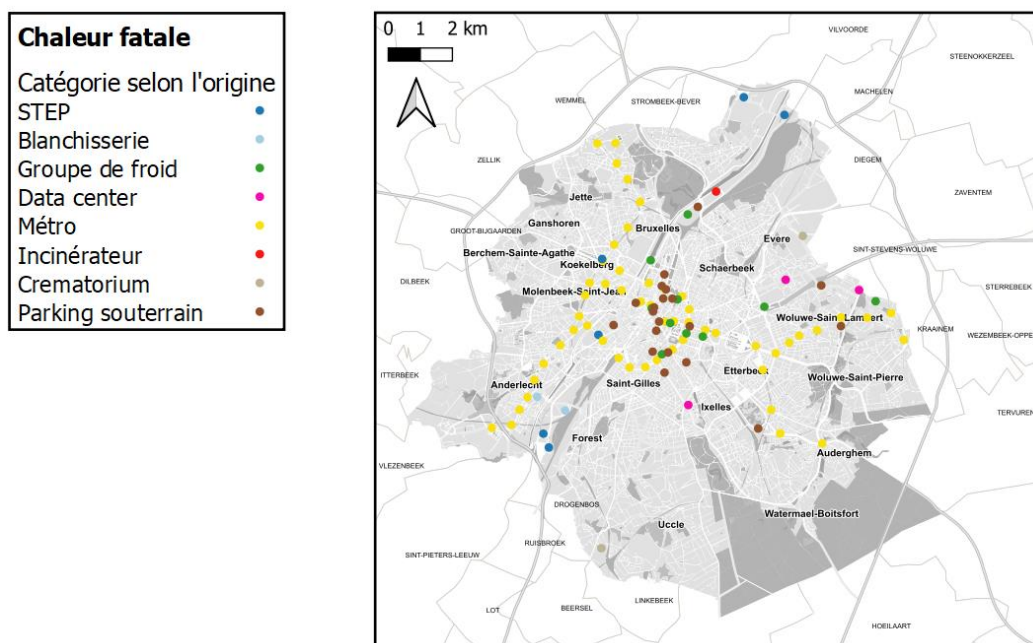 Chaleur fatale
Catégorie selon l'origine
STEP
Blanchisserie
Groupe de froid
Data center
Métro
Incinérateur
Crematorium
Parking souterrain
0 1 2 km
VILVOORDE
STEENOKKERZEEL
WEMMEL
STROMBEEK-BEVER
MACHELEN
ZELLIK
DIEGEM
ZAVENTEM
Jette
Ganshoren
GROOT-BIJGAARDEN
Bruxelles
Evere
SINT-STEVENS-WOLUWE
Berchem-Sainte-Agathe
Koekelberg
Schaerbeek
DILBEEK
STERREBEEK
Molenbeek-Saint-Jean
Woluwe-Saint-Lambert
KRAAINEM
WEZEMBEEK-OPPE
ITTERBEEK
Anderlecht
Saint-Gilles
Etterbeek
Woluwe-Saint-Pierre
Ixelles
TERVUREN
Forest
Auderghem
VLEZENBEEK
DROGENBOS
Watermael-Boitsfort
Uccle
RUISBROEK
SINT-PIETERS-LEEUW
LINKEBEEK
LOT
BEERSEL
HOEILAART